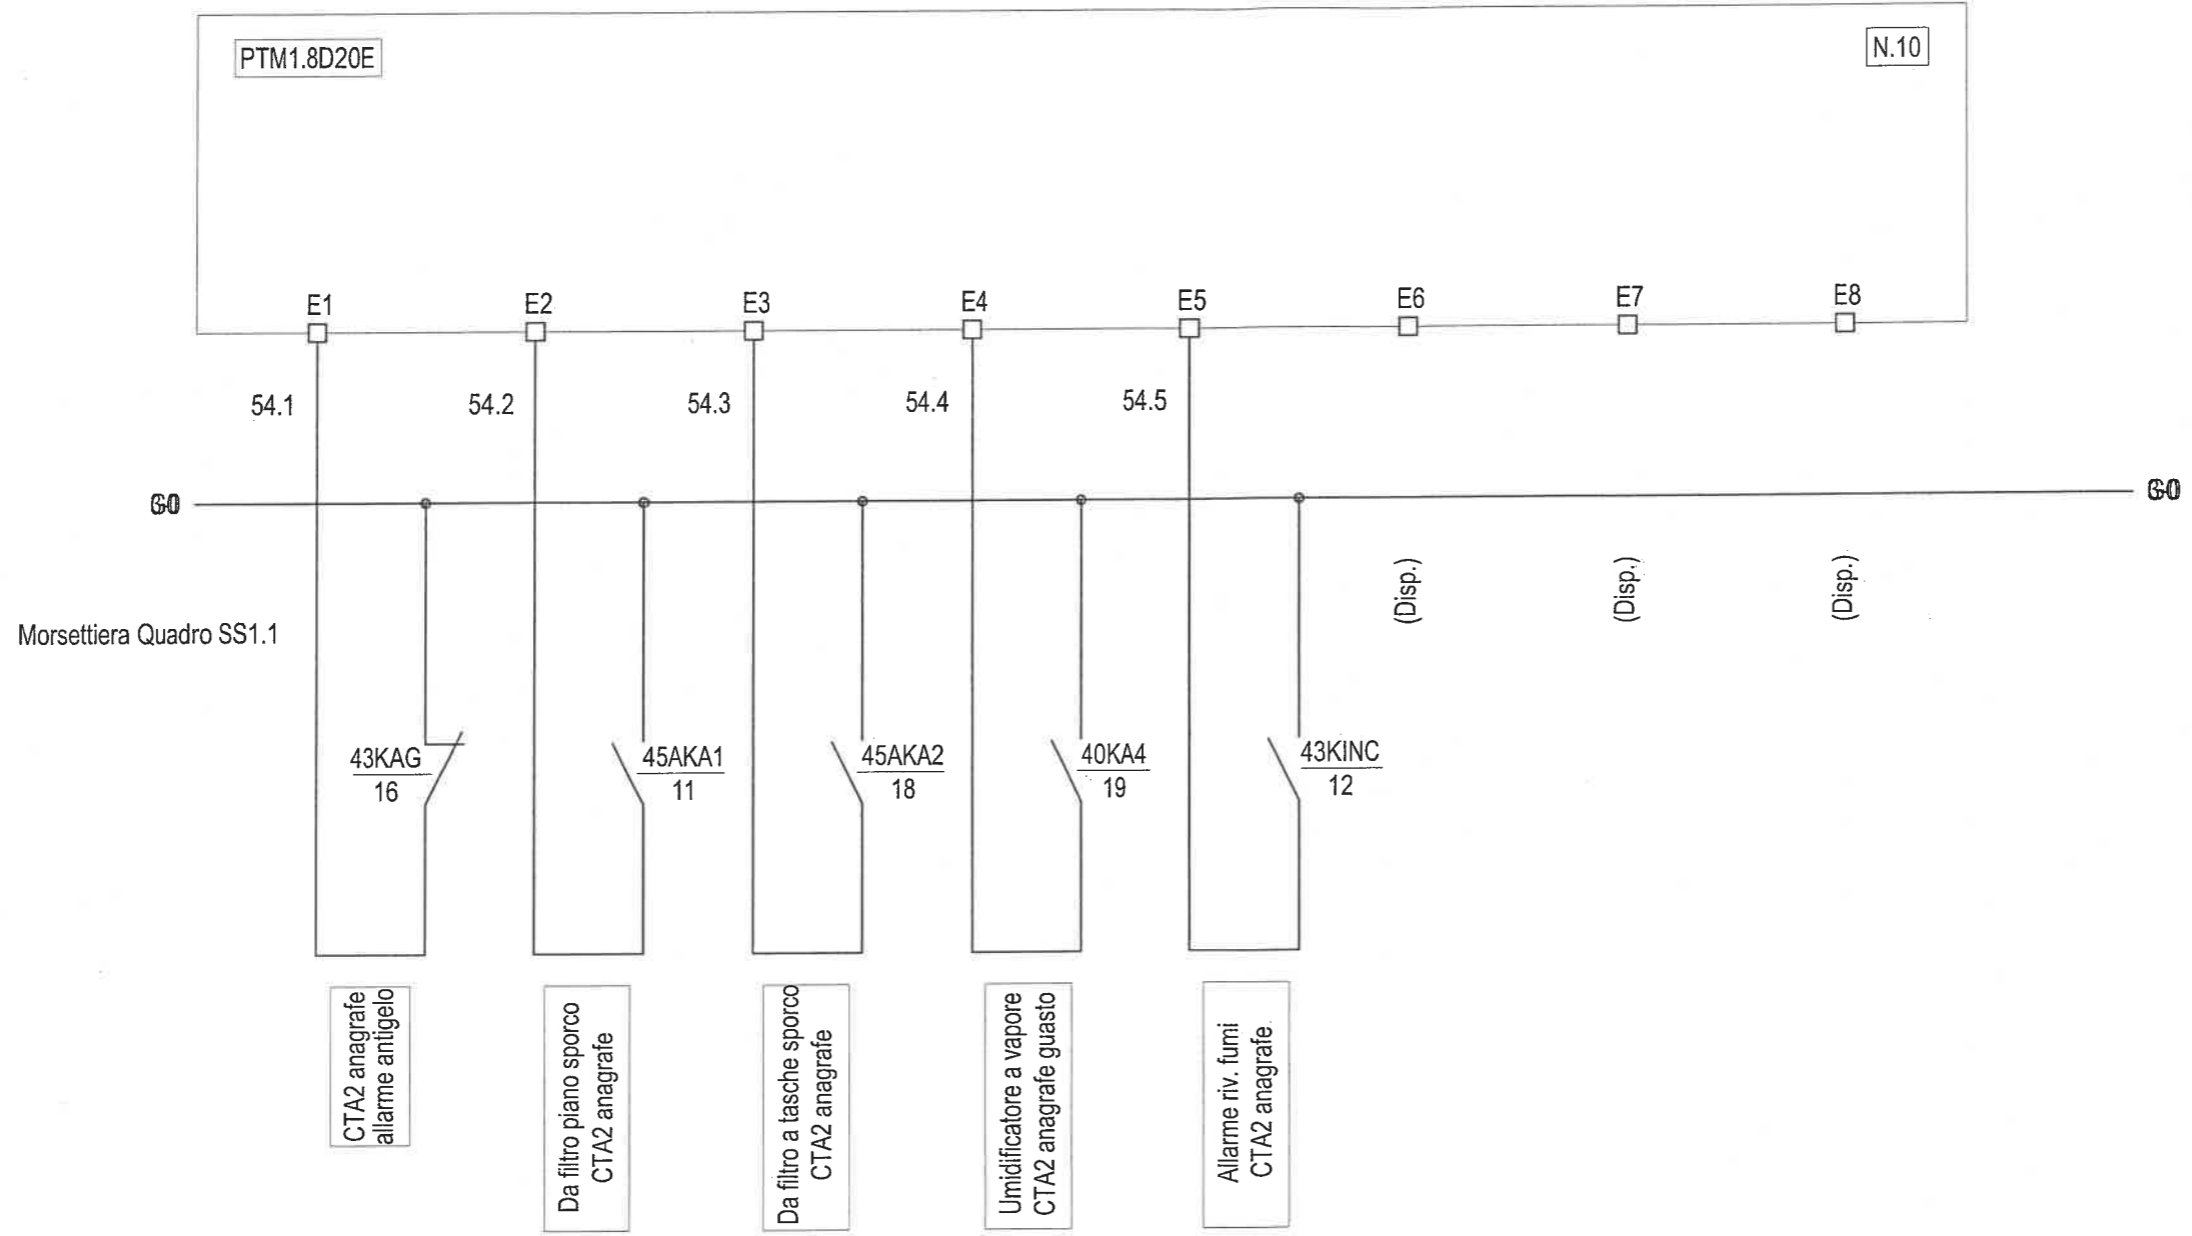 PTM1.8D20E
N.10
E1
E2
E3
E4
E5
E6
E7
E8
54.1
54.2
54.3
54.4
54.5
(Disp.)
(Disp.)
(Disp.)
Morsettiera Quadro SS1.1
43KAG
16
45AKA1
11
45AKA2
18
40KA4
19
43KINC
12
CTA2 anagrafe
allarme antigelo
Da filtro piano sporco
CTA2 anagrafe
Da filtro a tasche sporco
CTA2 anagrafe
Umidificatore a vapore
CTA2 anagrafe guasto
Allarme riv. fumi
CTA2 anagrafe